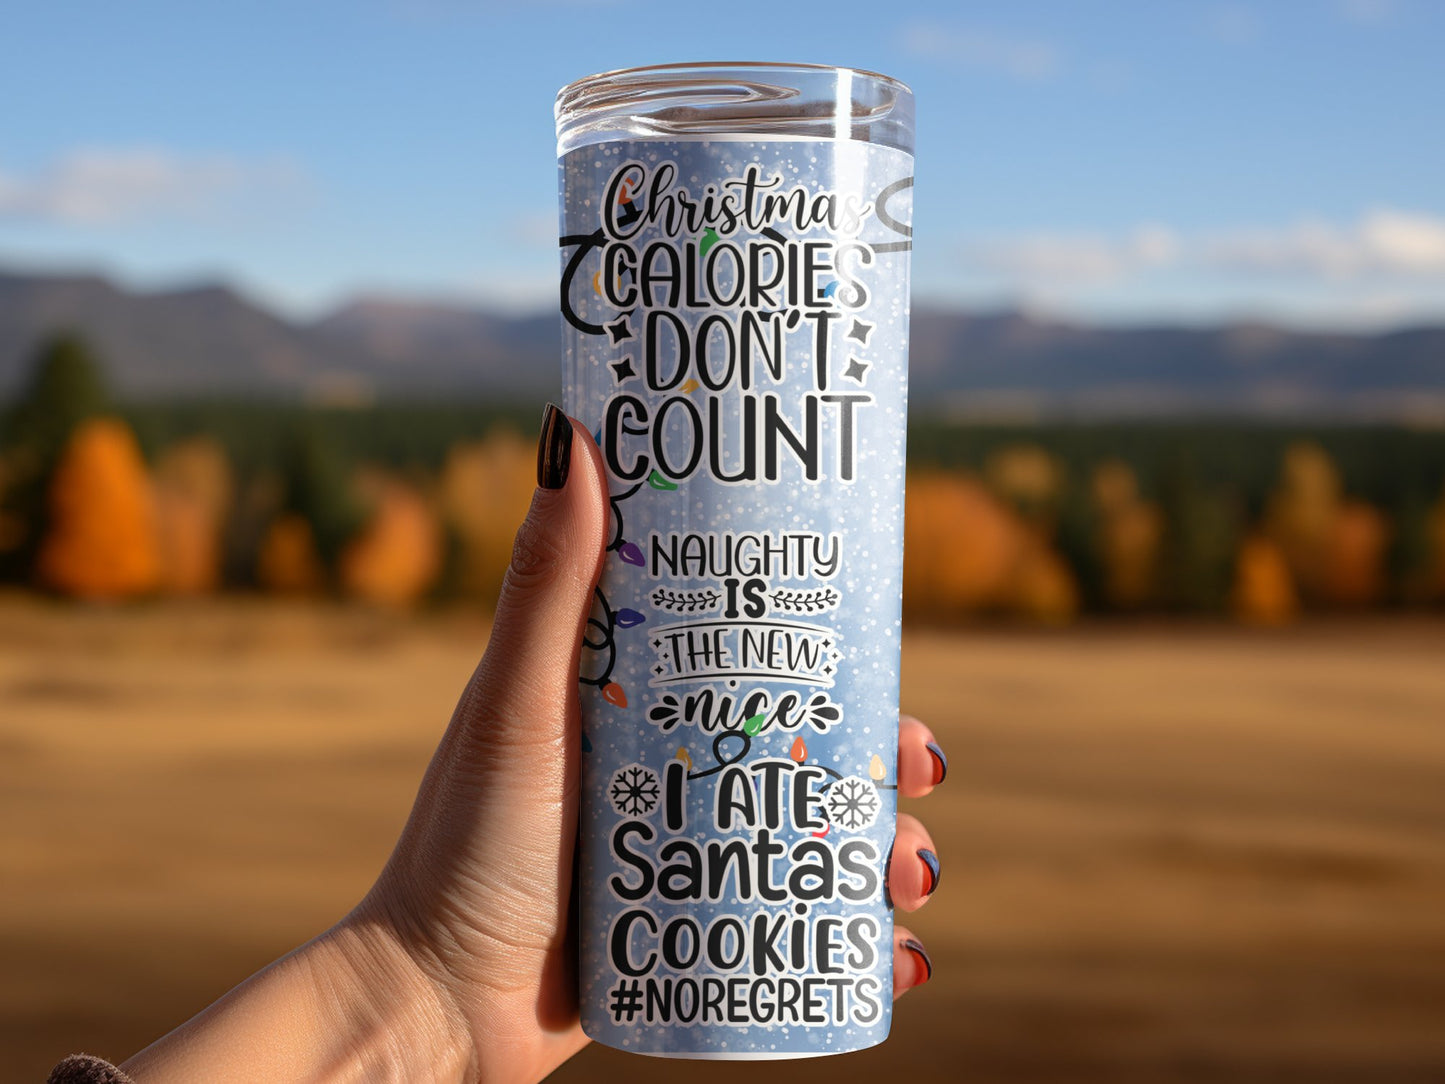 Christmas
CALORIES
DON'T
COUNT
NAUGHTY
IS
THE NEW
nice
I ATE
Santas
COOKIES
#NOREGRETS